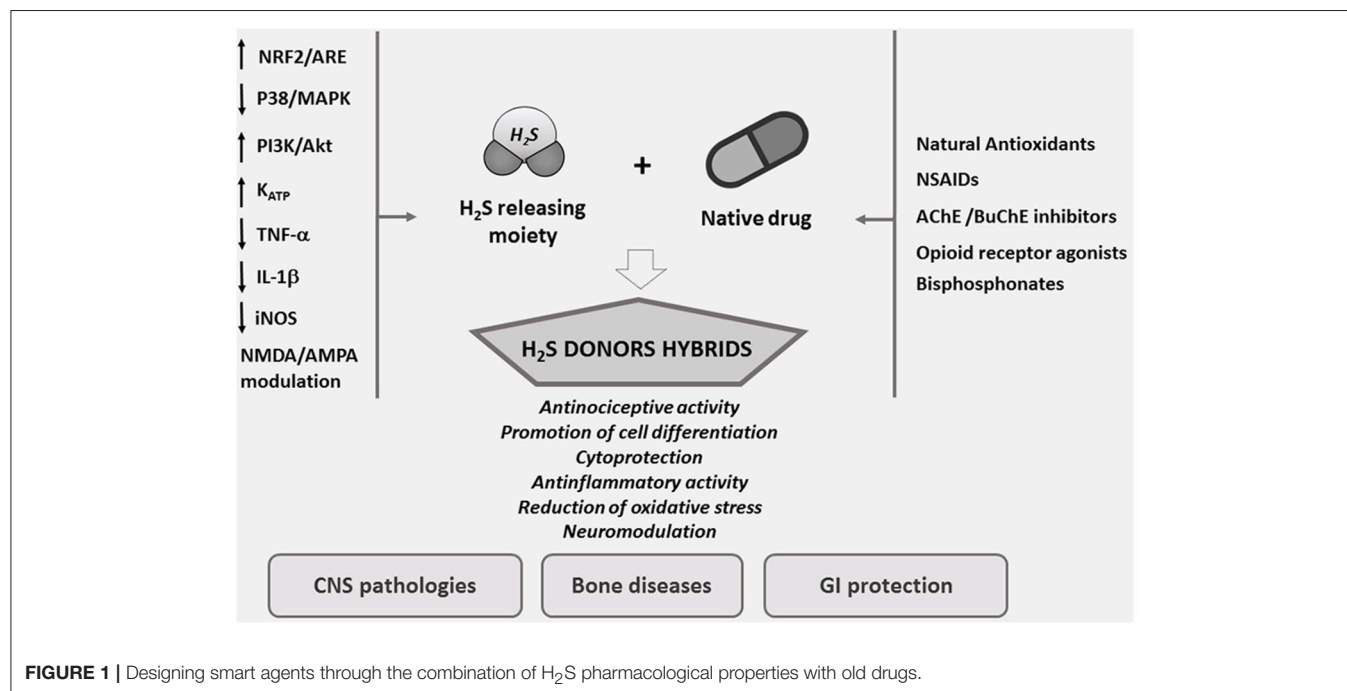 ↑ NRF2/ARE
↓ P38/MAPK
↑ PI3K/Akt
↑ K_ATP
↓ TNF-α
↓ IL-1β
↓ iNOS
NMDA/AMPA
modulation
H₂S
H₂S releasing
moiety
+
Native drug
Natural Antioxidants
NSAIDs
AChE /BuChE inhibitors
Opioid receptor agonists
Bisphosphonates
H₂S DONORS HYBRIDS
Antinociceptive activity
Promotion of cell differentiation
Cytoprotection
Antinflammatory activity
Reduction of oxidative stress
Neuromodulation
CNS pathologies
Bone diseases
GI protection
FIGURE 1 | Designing smart agents through the combination of H₂S pharmacological properties with old drugs.